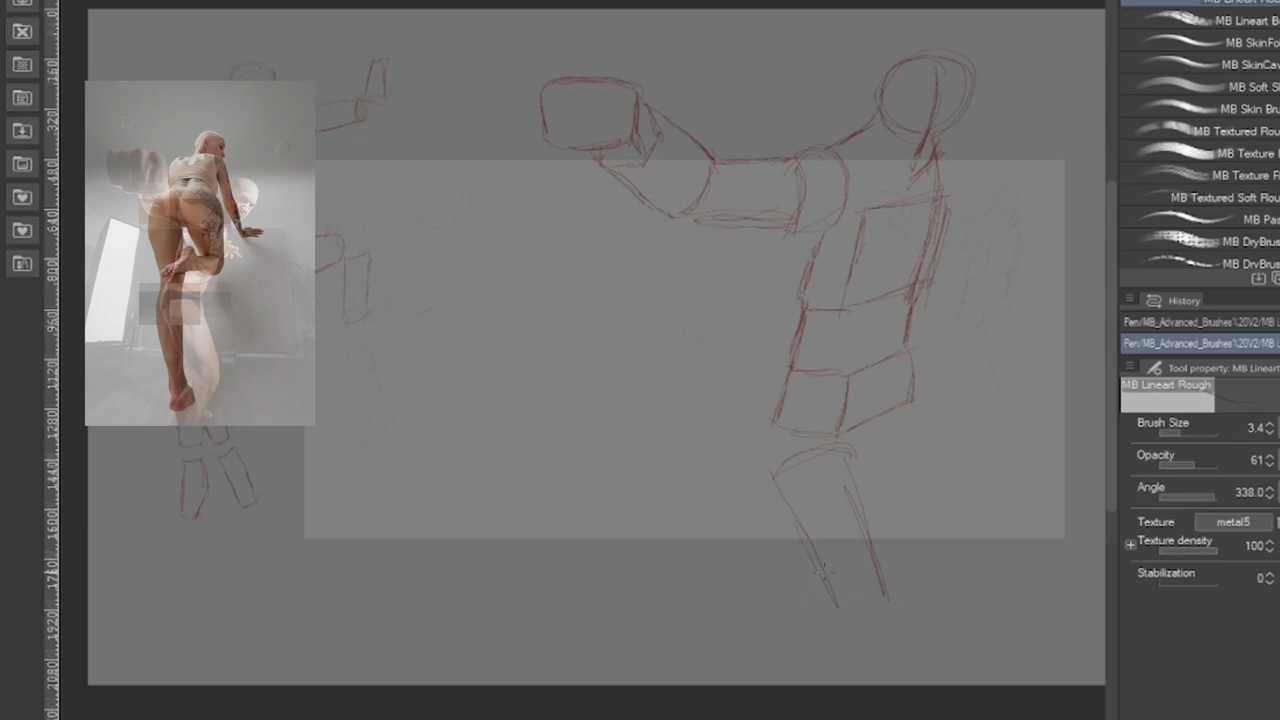 MB Lineart B
MB SkinFo
MB SkinCav
MB Soft S
MB Skin Bru
MB Textured Rou
MB Texture
MB Texture F
MB Textured Soft Rou
MB Pas
MB DryBrus
MB DryBrus
History
Pen/MB_Advanced_Brushes%20V2/MB L
Pen/MB_Advanced_Brushes%20V2/MB L
Tool property: MB Lineart
MB Lineart Rough
Brush Size 3.4
Opacity 61
Angle 338.0
Texture metal5
Texture density 100
Stabilization 0
0
160
320
480
640
800
960
1120
1280
1440
1600
1760
1920
2080